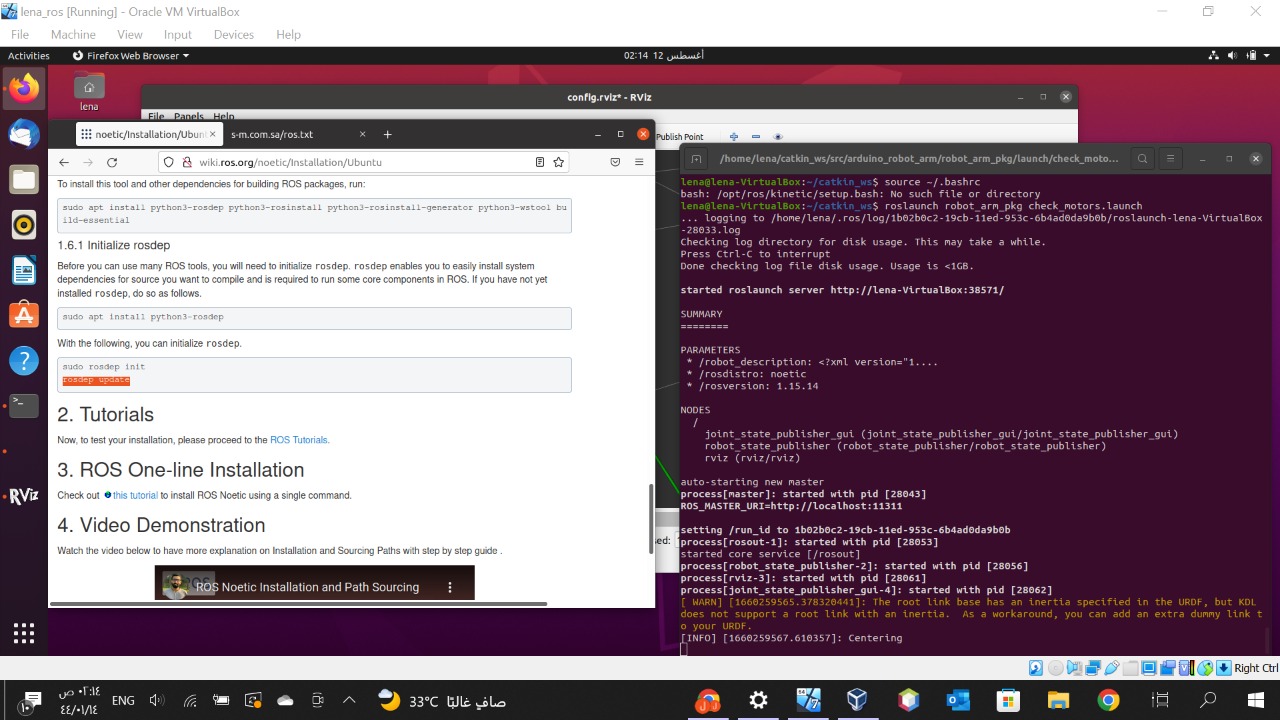 lena_ros [Running] - Oracle VM VirtualBox
File Machine View Input Devices Help
Activities Firefox Web Browser
02:14 12 أغسطس
lena
config.rviz* - RViz
File Panels Help
Publish Point
noetic/Installation/Ubun
s-m.com.sa/ros.txt
wiki.ros.org/noetic/Installation/Ubuntu
To install this tool and other dependencies for building ROS packages, run:
sudo apt install python3-rosdep python3-rosinstall python3-rosinstall-generator python3-wstool bu
ild-essential
1.6.1 Initialize rosdep
Before you can use many ROS tools, you will need to initialize rosdep. rosdep enables you to easily install system
dependencies for source you want to compile and is required to run some core components in ROS. If you have not yet
installed rosdep, do so as follows.
sudo apt install python3-rosdep
With the following, you can initialize rosdep.
sudo rosdep init
rosdep update
2. Tutorials
Now, to test your installation, please proceed to the ROS Tutorials.
3. ROS One-line Installation
Check out this tutorial to install ROS Noetic using a single command.
4. Video Demonstration
Watch the video below to have more explanation on Installation and Sourcing Paths with step by step guide .
ROS Noetic Installation and Path Sourcing
RViz
sed:
/home/lena/catkin_ws/src/arduino_robot_arm/robot_arm_pkg/launch/check_moto...
lena@lena-VirtualBox:~/catkin_ws$ source ~/.bashrc
bash: /opt/ros/kinetic/setup.bash: No such file or directory
lena@lena-VirtualBox:~/catkin_ws$ roslaunch robot_arm_pkg check_motors.launch
... logging to /home/lena/.ros/log/1b02b0c2-19cb-11ed-953c-6b4ad0da9b0b/roslaunch-lena-VirtualBox
-28033.log
Checking log directory for disk usage. This may take a while.
Press Ctrl-C to interrupt
Done checking log file disk usage. Usage is <1GB.
started roslaunch server http://lena-VirtualBox:38571/
SUMMARY
========
PARAMETERS
* /robot_description: <?xml version="1....
* /rosdistro: noetic
* /rosversion: 1.15.14
NODES
/
joint_state_publisher_gui (joint_state_publisher_gui/joint_state_publisher_gui)
robot_state_publisher (robot_state_publisher/robot_state_publisher)
rviz (rviz/rviz)
auto-starting new master
process[master]: started with pid [28043]
ROS_MASTER_URI=http://localhost:11311
setting /run_id to 1b02b0c2-19cb-11ed-953c-6b4ad0da9b0b
process[rosout-1]: started with pid [28053]
started core service [/rosout]
process[robot_state_publisher-2]: started with pid [28056]
process[rviz-3]: started with pid [28061]
process[joint_state_publisher_gui-4]: started with pid [28062]
[ WARN] [1660259565.378320441]: The root link base has an inertia specified in the URDF, but KDL
does not support a root link with an inertia.  As a workaround, you can add an extra dummy link t
o your URDF.
[INFO] [1660259567.610357]: Centering
Right Ctrl
٠٢:١٤ ص
٤٤/٠١/١٤
ENG
33°C صافي غالبًا